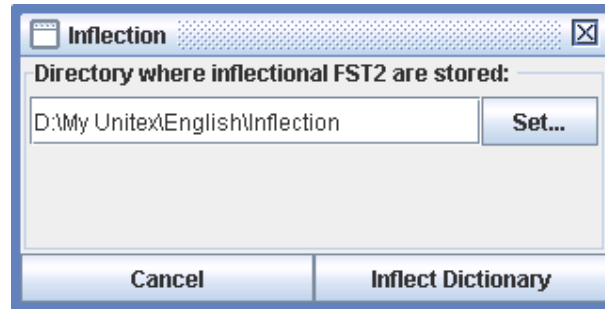 Inflection
Directory where inflectional FST2 are stored:
D:\My Unitex\English\Inflection
Set...
Cancel
Inflect Dictionary